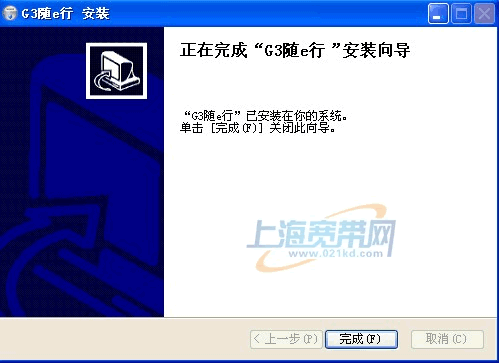 G3随e行 安装
正在完成“G3随e行 ”安装向导
“G3随e行”已安装在你的系统。
单击 [完成(F)] 关闭此向导。
上海宽带网
www.021kd.com
< 上一步(P)
完成(F)
取消(C)